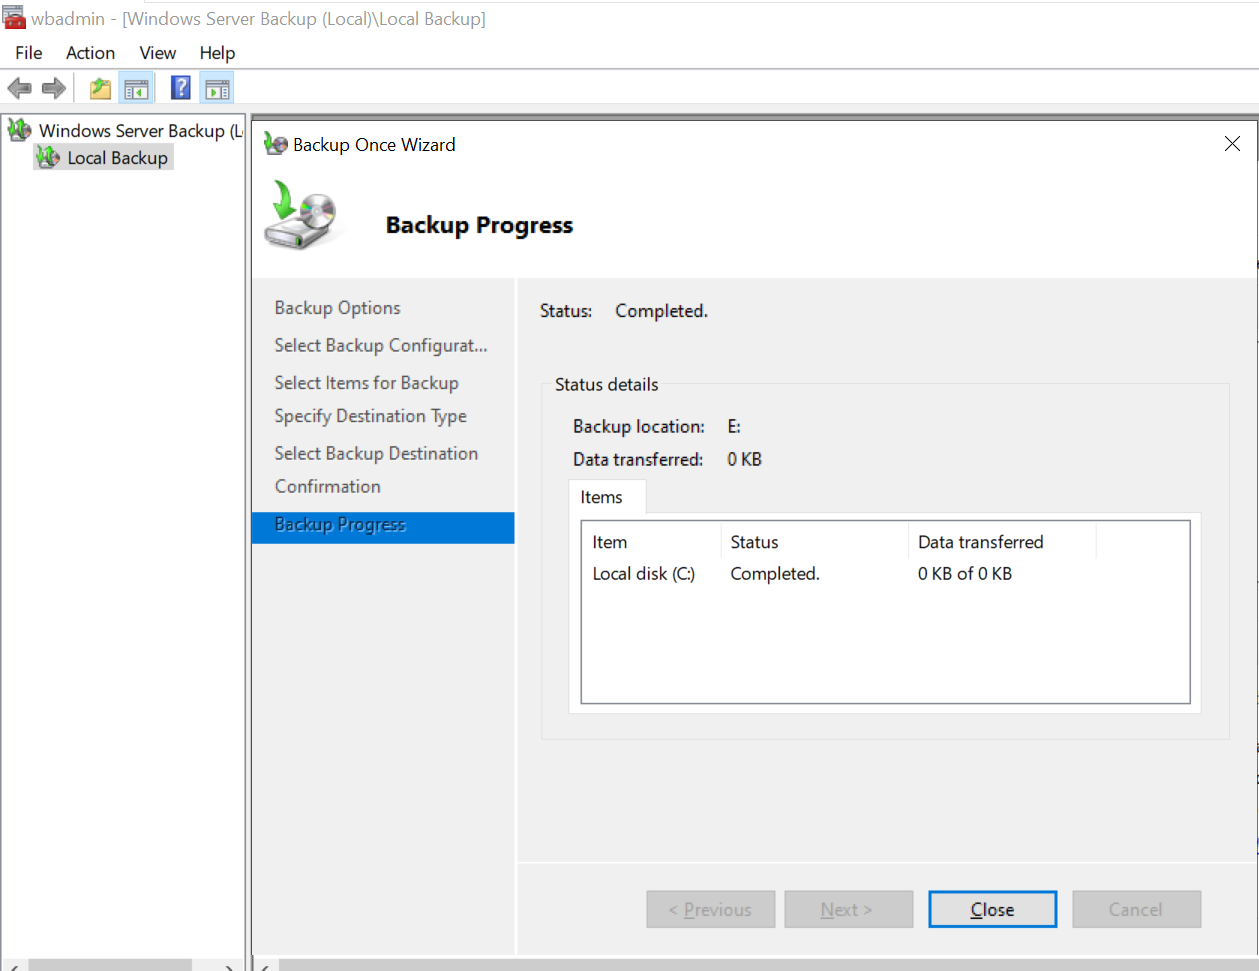 wbadmin - [Windows Server Backup (Local)\Local Backup]
File Action View Help
Windows Server Backup (L
Local Backup
Backup Once Wizard
Backup Progress
Backup Options
Select Backup Configurat...
Select Items for Backup
Specify Destination Type
Select Backup Destination
Confirmation
Backup Progress
Status: Completed.
Status details
Backup location: E:
Data transferred: 0 KB
Items
Item Status Data transferred
Local disk (C:) Completed. 0 KB of 0 KB
< Previous Next > Close Cancel